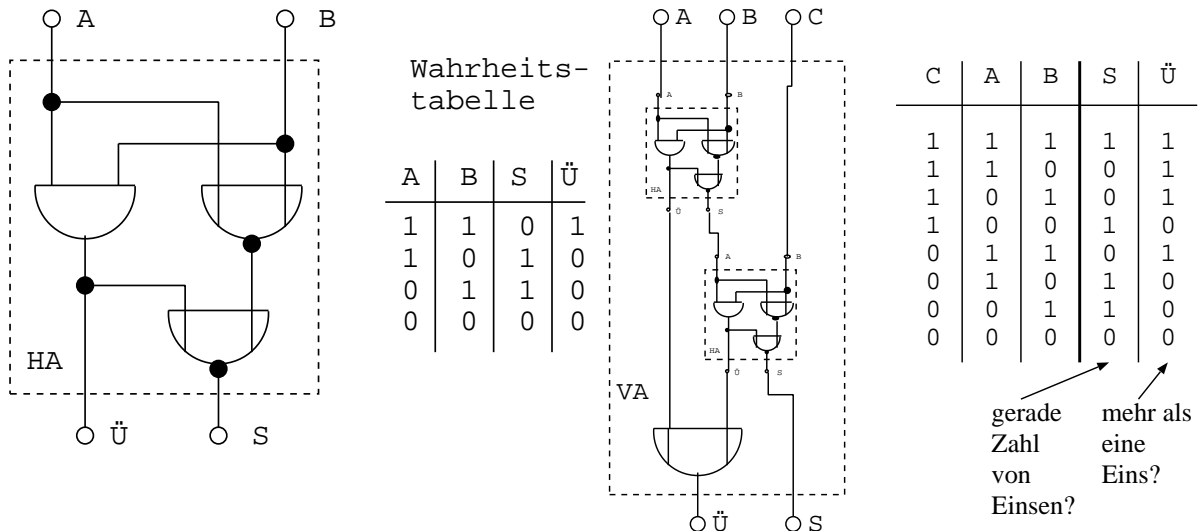 A B
HA
Ü S
Wahrheits-
tabelle
A B S Ü
1 1 0 1
1 0 1 0
0 1 1 0
0 0 0 0
A B C
A B
HA
Ü S
A B
HA
Ü S
VA
Ü S
C A B S Ü
1 1 1 1 1
1 1 0 0 1
1 0 1 0 1
1 0 0 1 0
0 1 1 0 1
0 1 0 1 0
0 0 1 1 0
0 0 0 0 0
gerade
Zahl
von
Einsen?
mehr als
eine
Eins?